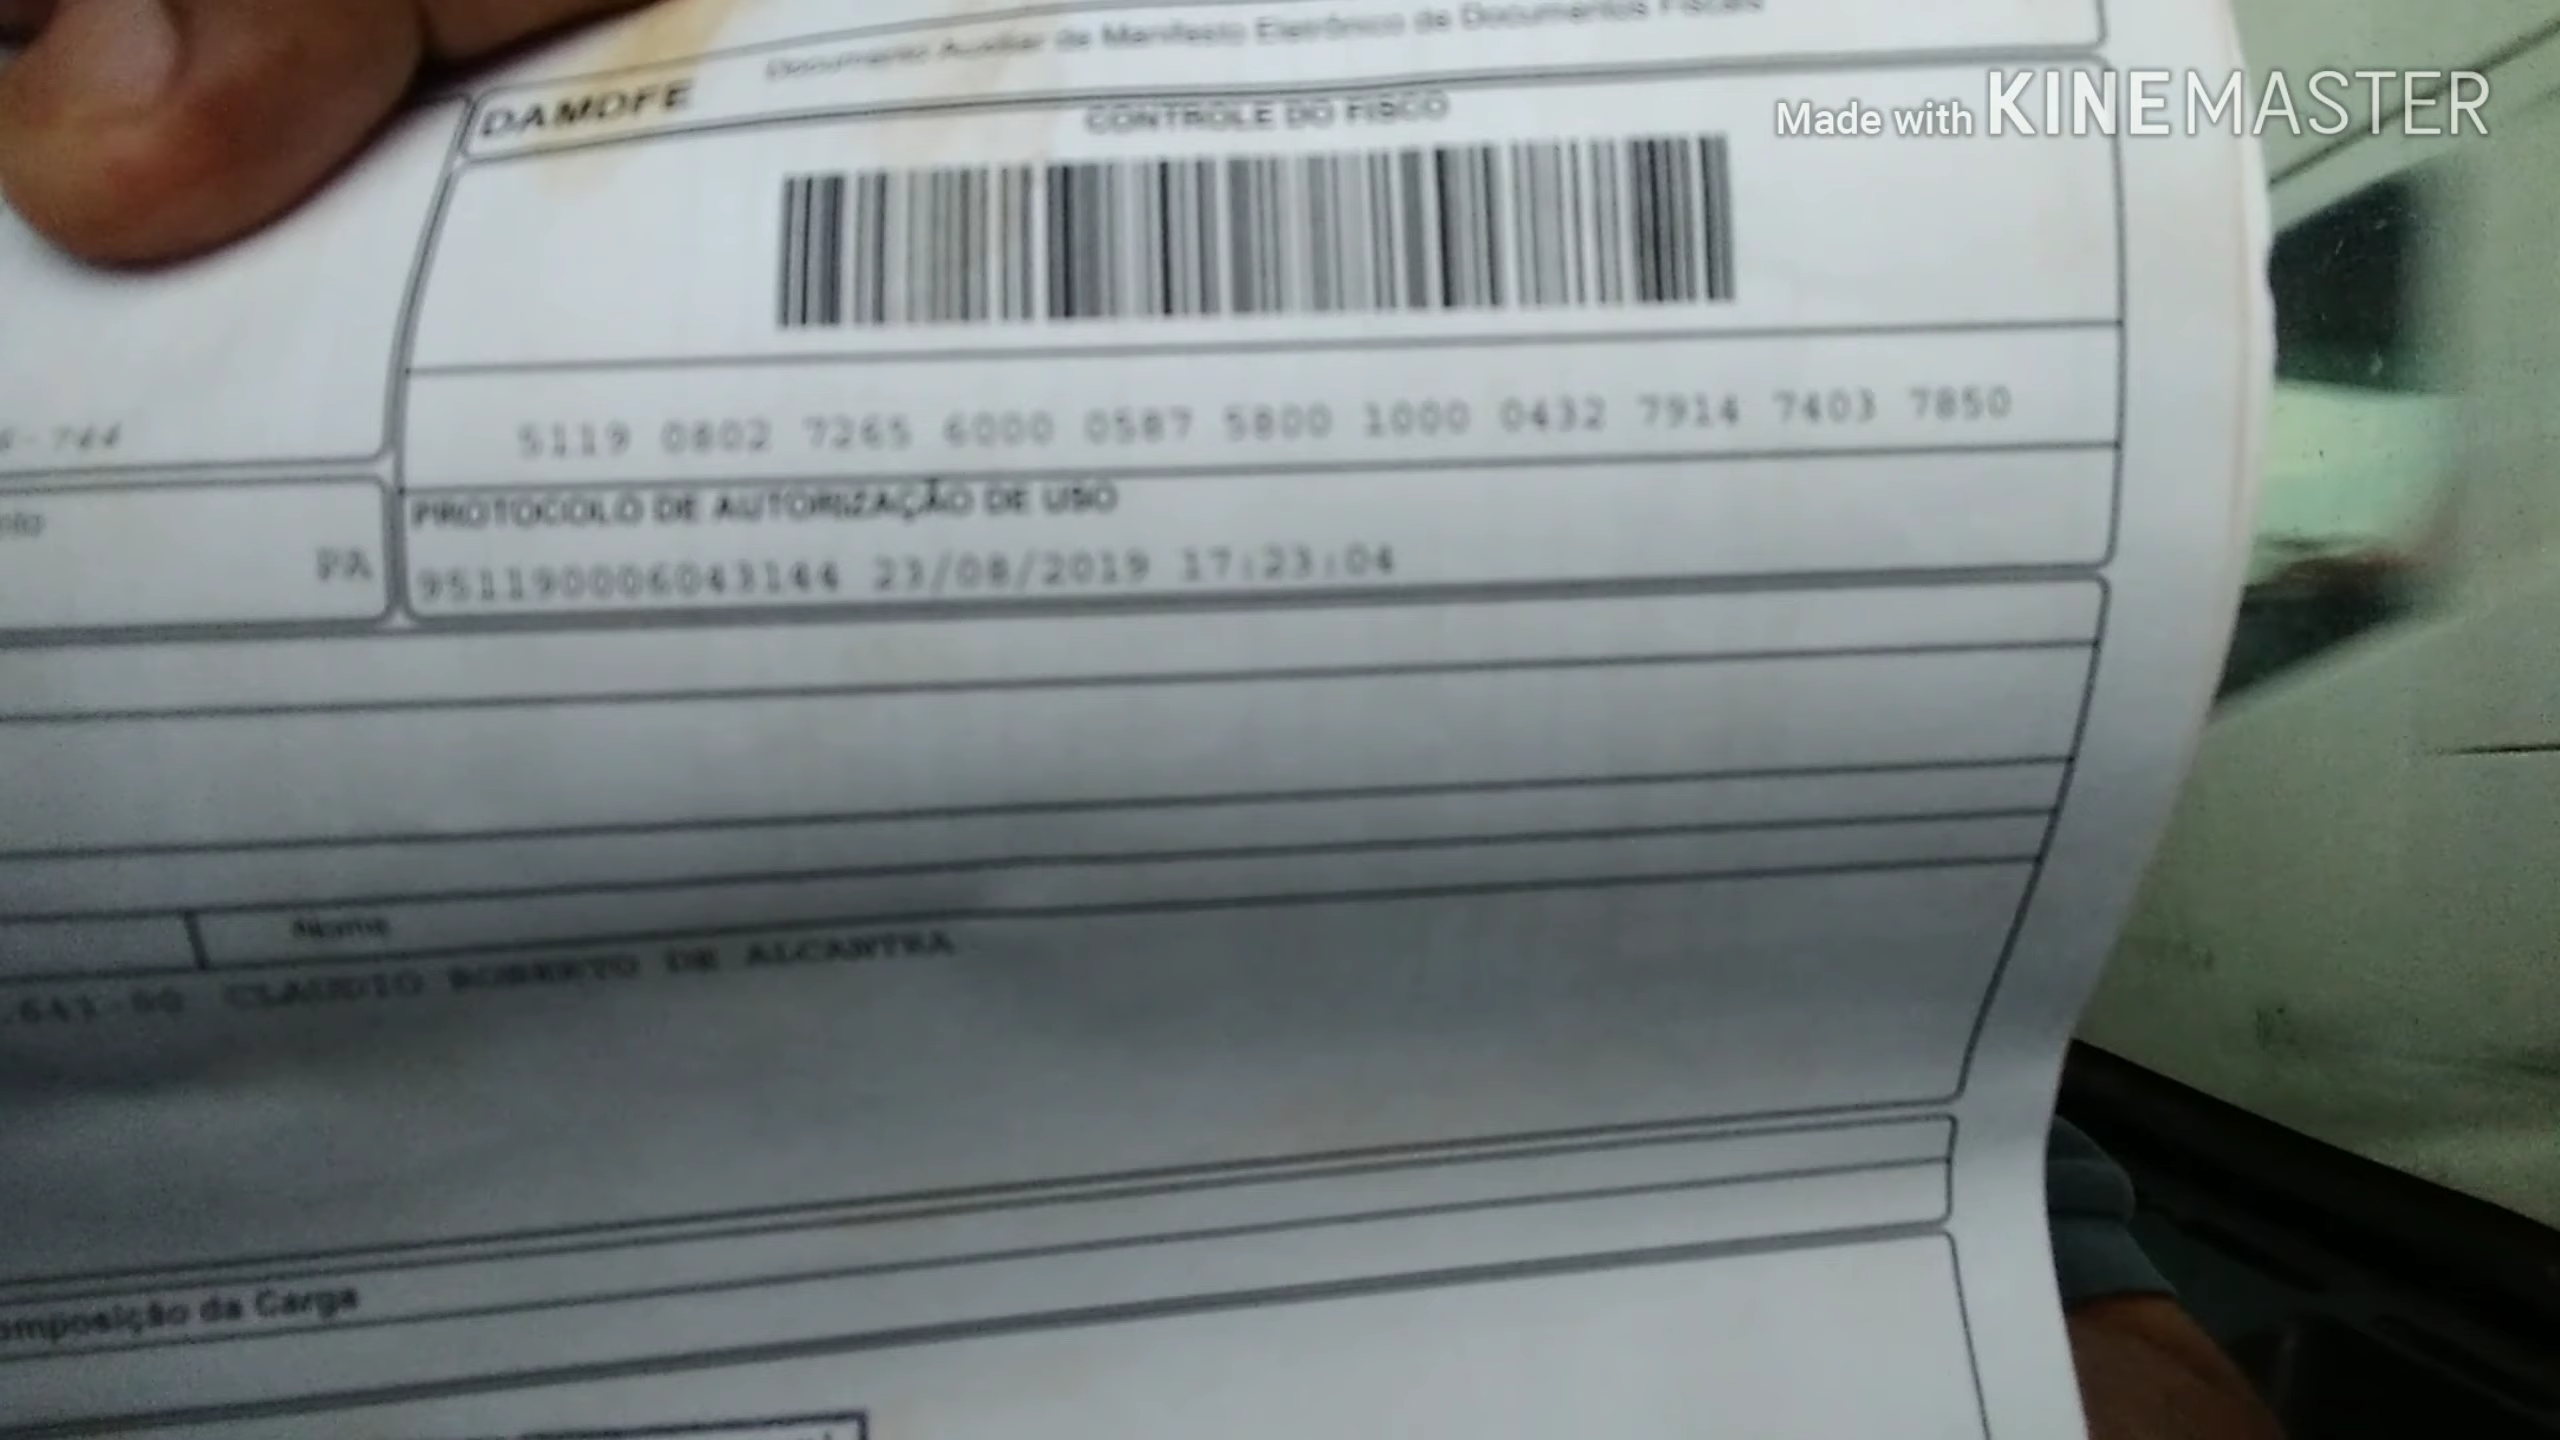 Documento Auxiliar de Manifesto Eletrônico de Documentos Fiscais
DAMDFE
Made with KINEMASTER
CONTROLE DO FISCO
5119 0802 7265 6000 0587 5800 1000 0432 7914 7403 7850
744
PROTOCOLO DE AUTORIZAÇÃO DE USO
PA
951190006043144 23/08/2019 17:23:04
Nome
CLAUDIO ROBERTO DE ALCANTRA
omposição da Carga